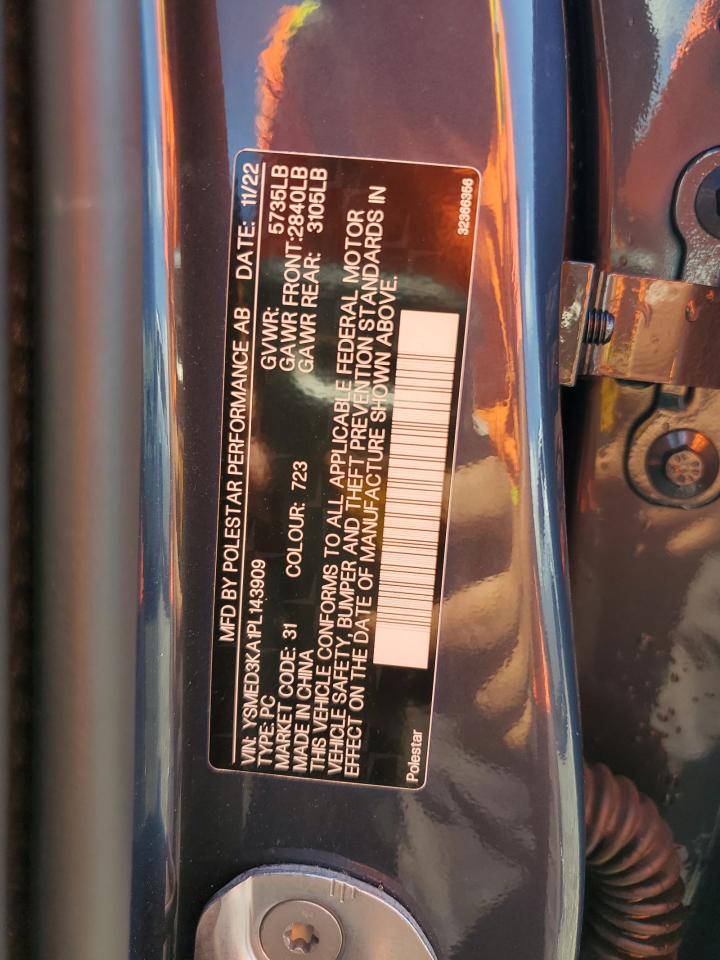 MFD BY POLESTAR PERFORMANCE AB DATE: 11/22
VIN: YSMED3KA1PL143909
TYPE: PC GVWR: 5735LB
MARKET CODE: 31 COLOUR: 723 GAWR FRONT:2840LB
MADE IN CHINA GAWR REAR: 3105LB
THIS VEHICLE CONFORMS TO ALL APPLICABLE FEDERAL MOTOR
VEHICLE SAFETY, BUMPER AND THEFT PREVENTION STANDARDS IN
EFFECT ON THE DATE OF MANUFACTURE SHOWN ABOVE.
Polestar 32366356